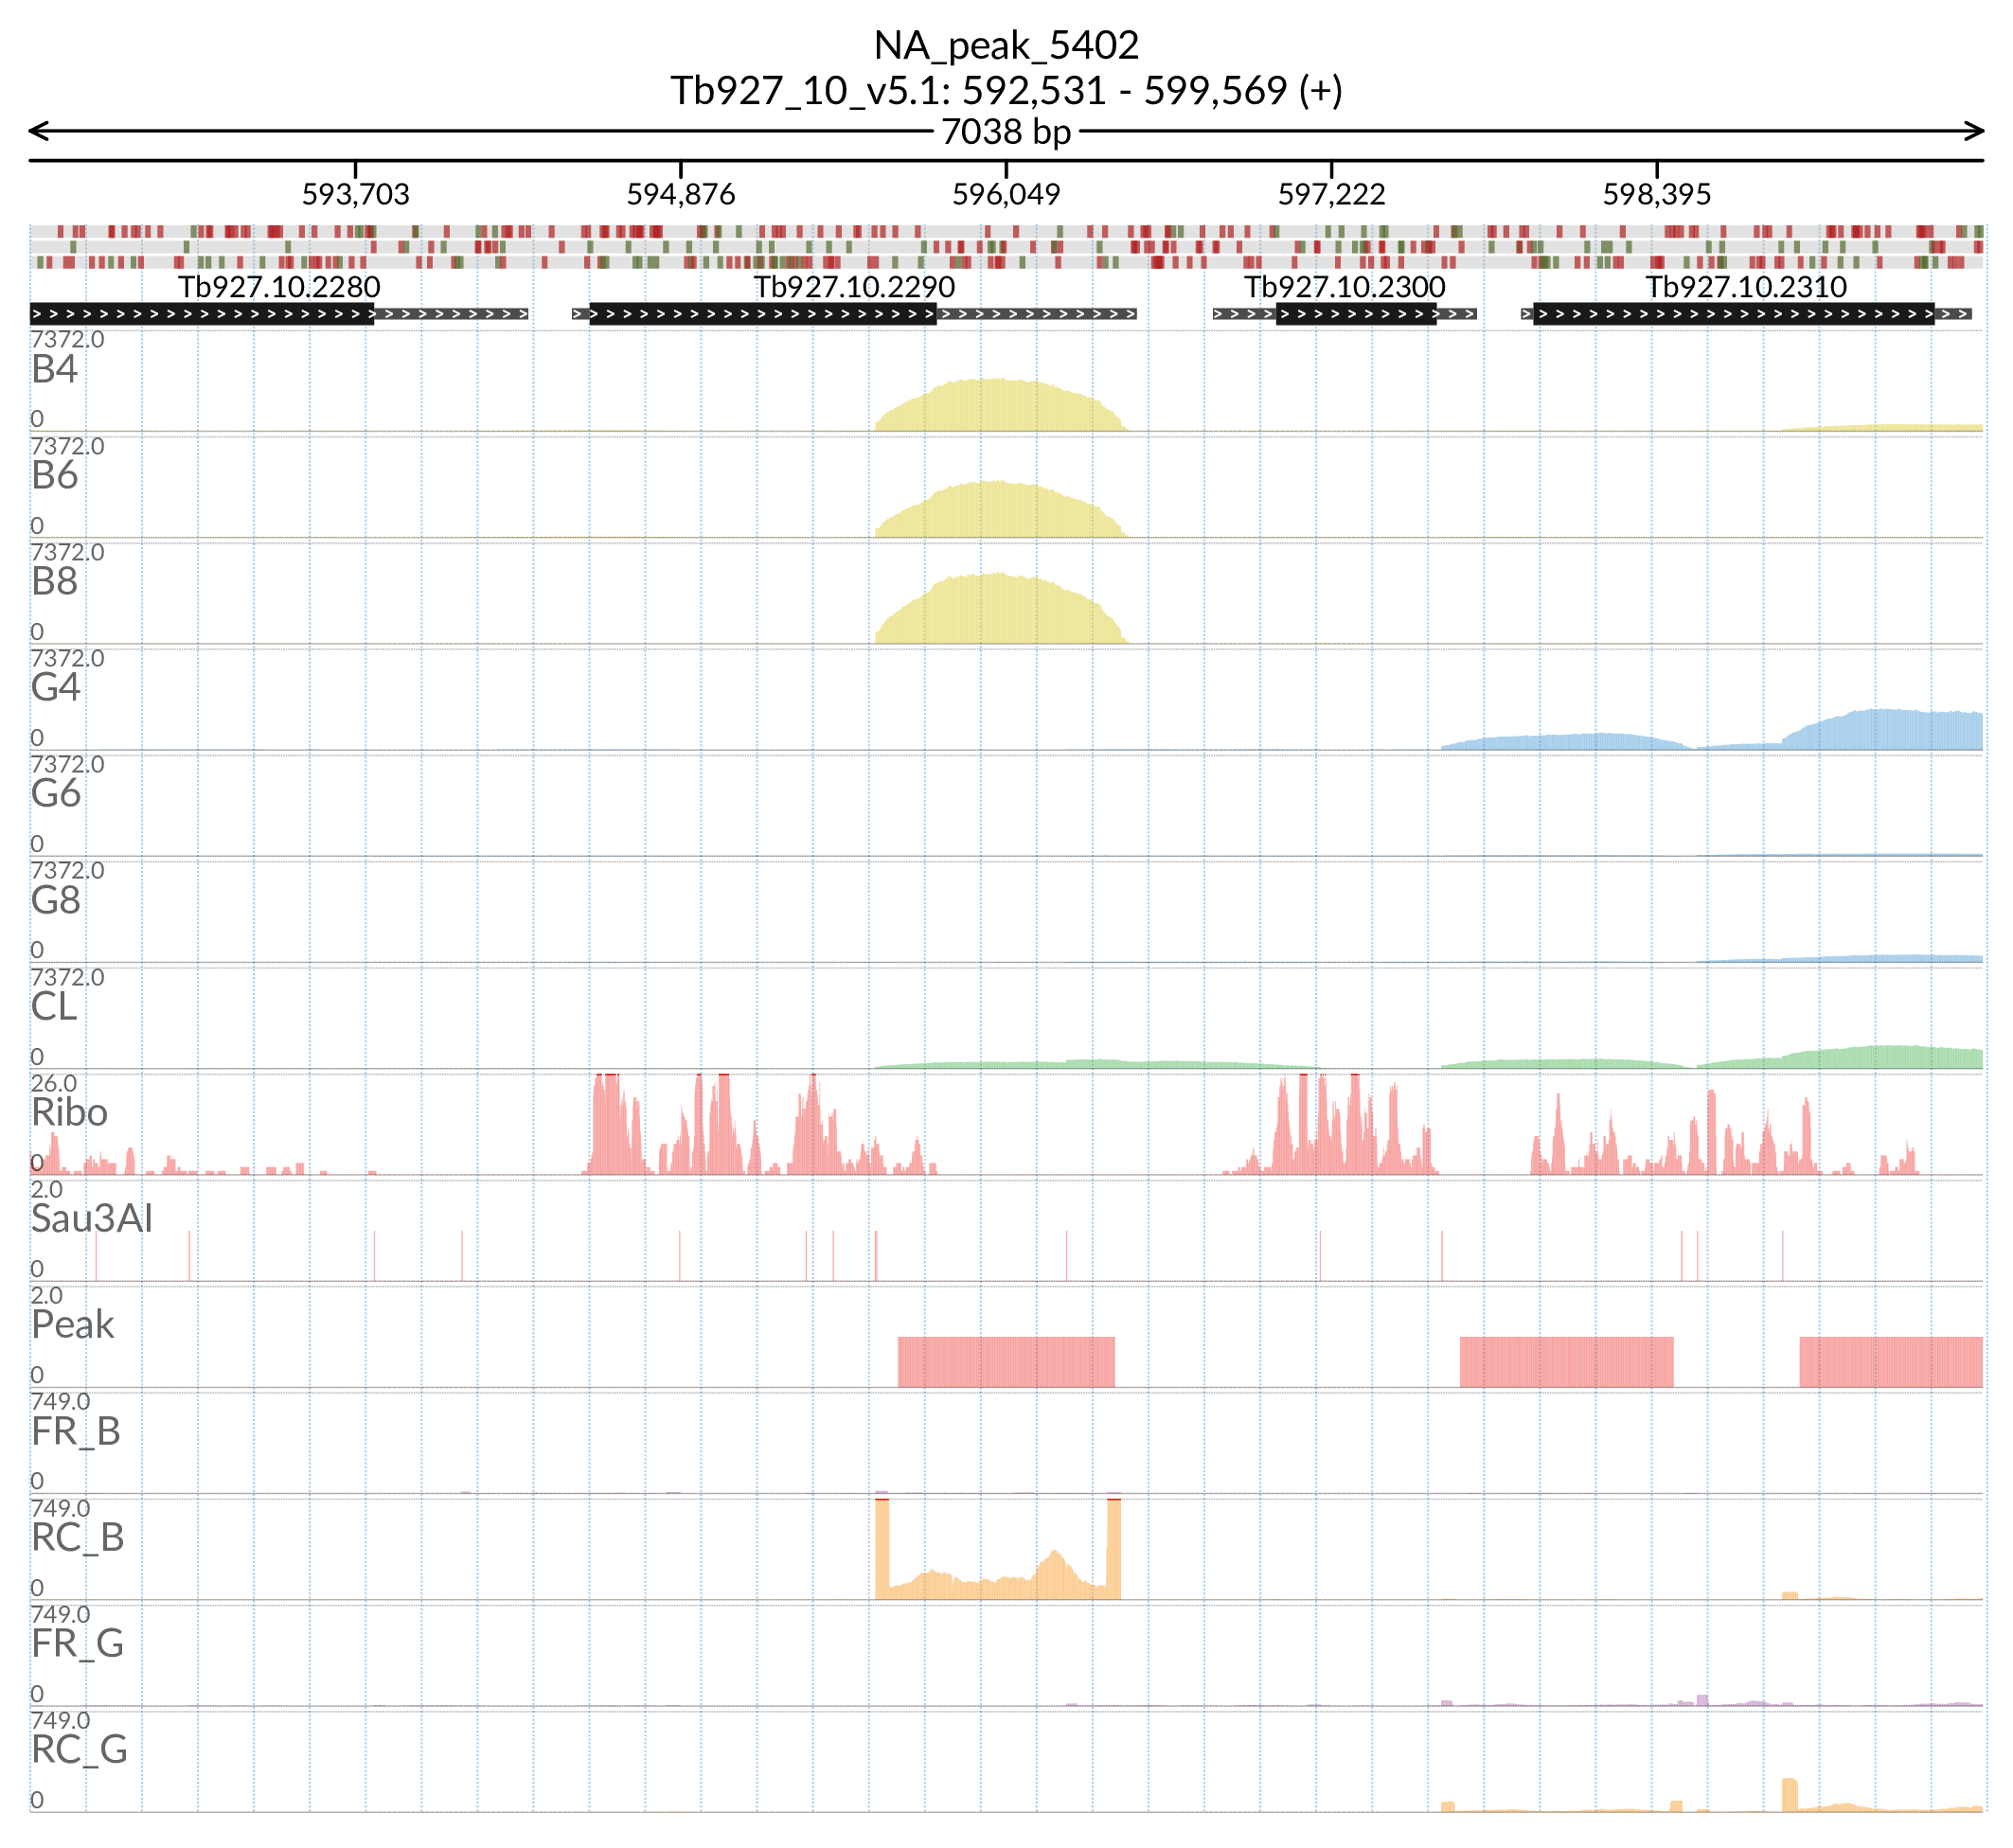 NA_peak_5402
Tb927_10_v5.1: 592,531 - 599,569 (+)
7038 bp
593,703 594,876 596,049 597,222 598,395
Tb927.10.2280 Tb927.10.2290 Tb927.10.2300 Tb927.10.2310
7372.0
B4
0
7372.0
B6
0
7372.0
B8
0
7372.0
G4
0
7372.0
G6
0
7372.0
G8
0
7372.0
CL
0
26.0
Ribo
0
2.0
Sau3AI
0
2.0
Peak
0
749.0
FR_B
0
749.0
RC_B
0
749.0
FR_G
0
749.0
RC_G
0